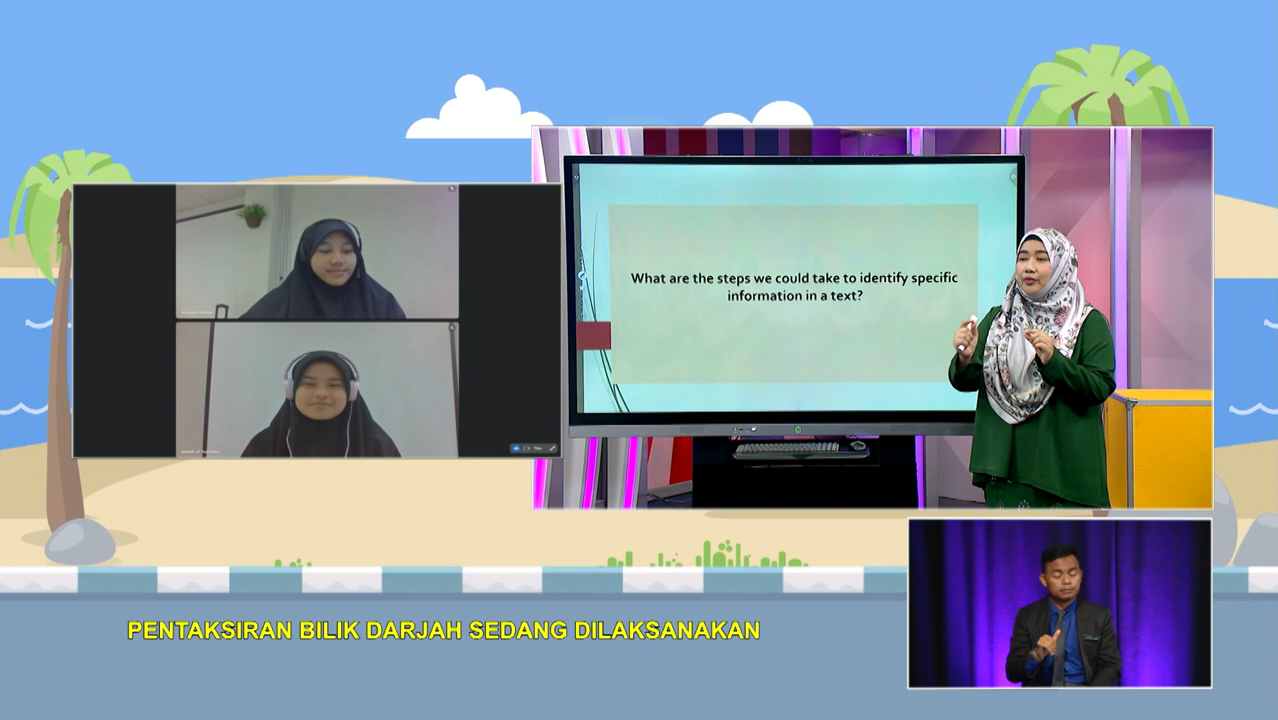 What are the steps we could take to identify specific
information in a text?
PENTAKSIRAN BILIK DARJAH SEDANG DILAKSANAKAN